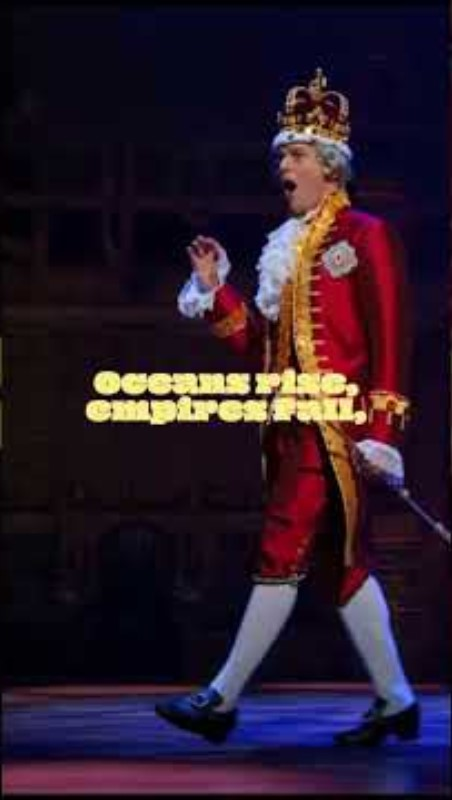 Oceans rise,
empires fall,